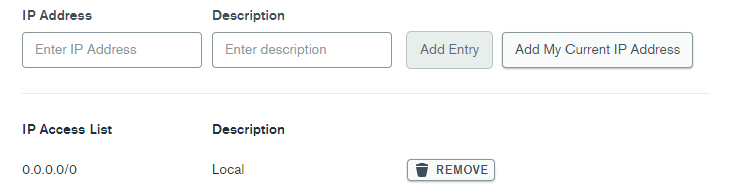 IP Address Description
Enter IP Address Enter description Add Entry Add My Current IP Address
IP Access List Description
0.0.0.0/0 Local REMOVE